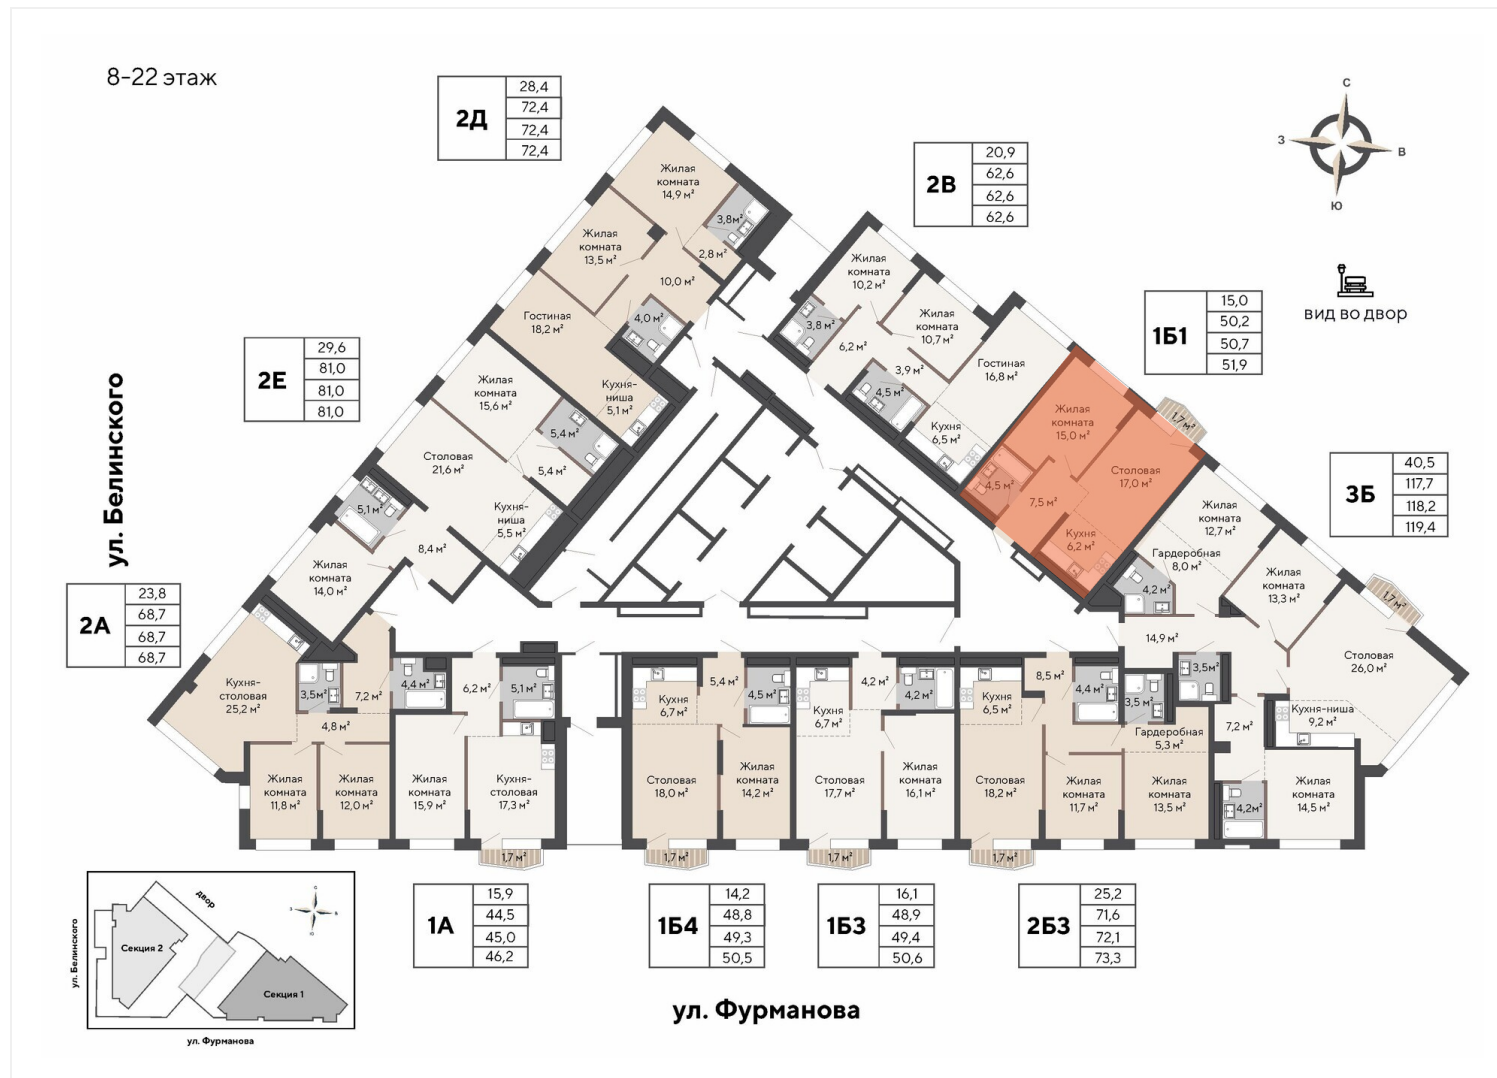 8-22 этаж
2Д
28,4
72,4
72,4
72,4
2В
20,9
62,6
62,6
62,6
С
З
В
Ю
вид во двор
1Б1
15,0
50,2
50,7
51,9
2Е
29,6
81,0
81,0
81,0
3Б
40,5
117,7
118,2
119,4
2А
23,8
68,7
68,7
68,7
ул. Белинского
Жилая
комната
14,9 м²
3,8м²
2,8 м²
Жилая
комната
13,5 м²
10,0 м²
Гостиная
18,2 м²
4,0 м²
Кухня-
ниша
5,1 м²
Жилая
комната
15,6 м²
5,4 м²
5,4 м²
Столовая
21,6 м²
Кухня-
ниша
5,5 м²
5,1 м²
8,4 м²
Жилая
комната
14,0 м²
Жилая
комната
10,2 м²
3,8 м²
6,2 м²
Жилая
комната
10,7 м²
3,9 м²
4,5 м²
Гостиная
16,8 м²
Кухня
6,5 м²
Жилая
комната
15,0 м²
1,7 м²
4,5 м²
7,5 м²
Столовая
17,0 м²
Кухня
6,2 м²
Жилая
комната
12,7 м²
Гардеробная
8,0 м²
4,2 м²
Жилая
комната
13,3 м²
1,7 м²
14,9 м²
3,5м²
Столовая
26,0 м²
3,5 м²
7,2 м²
Кухня-ниша
9,2 м²
4,2м²
Жилая
комната
14,5 м²
Кухня-
столовая
25,2 м²
3,5м²
7,2 м²
4,4 м²
4,8 м²
Жилая
комната
11,8 м²
Жилая
комната
12,0 м²
6,2 м²
5,1 м²
Жилая
комната
15,9 м²
Кухня-
столовая
17,3 м²
1,7 м²
5,4 м²
4,5 м²
Кухня
6,7 м²
Столовая
18,0 м²
Жилая
комната
14,2 м²
1,7 м²
4,2 м²
4,2 м²
Кухня
6,7 м²
Столовая
17,7 м²
Жилая
комната
16,1 м²
1,7 м²
8,5 м²
4,4 м²
Кухня
6,5 м²
Гардеробная
5,3 м²
Столовая
18,2 м²
Жилая
комната
11,7 м²
Жилая
комната
13,5 м²
1,7 м²
1А
15,9
44,5
45,0
46,2
1Б4
14,2
48,8
49,3
50,5
1Б3
16,1
48,9
49,4
50,6
2Б3
25,2
71,6
72,1
73,3
ул. Фурманова
двор
ул. Белинского
Секция 2
Секция 1
ул. Фурманова